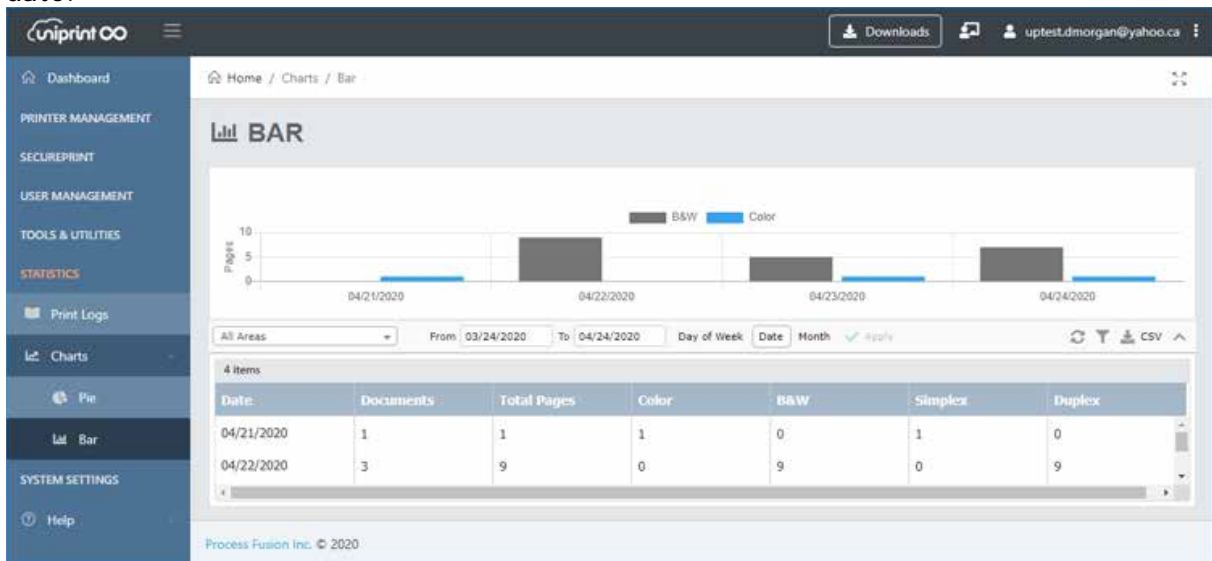 uniprint
Downloads
uptest.dmorgan@yahoo.ca
Dashboard
Home / Charts / Bar
PRINTER MANAGEMENT
BAR
SECUREPRINT
USER MANAGEMENT
TOOLS & UTILITIES
STATISTICS
Print Logs
Charts
Pie
Bar
SYSTEM SETTINGS
Help
B&W Color
Pages
10
5
0
04/21/2020 04/22/2020 04/23/2020 04/24/2020
All Areas From 03/24/2020 To 04/24/2020 Day of Week Date Month Apply CSV
4 items
Date Documents Total Pages Color B&W Simplex Duplex
04/21/2020 1 1 1 0 1 0
04/22/2020 3 9 0 9 0 9
Process Fusion Inc. © 2020